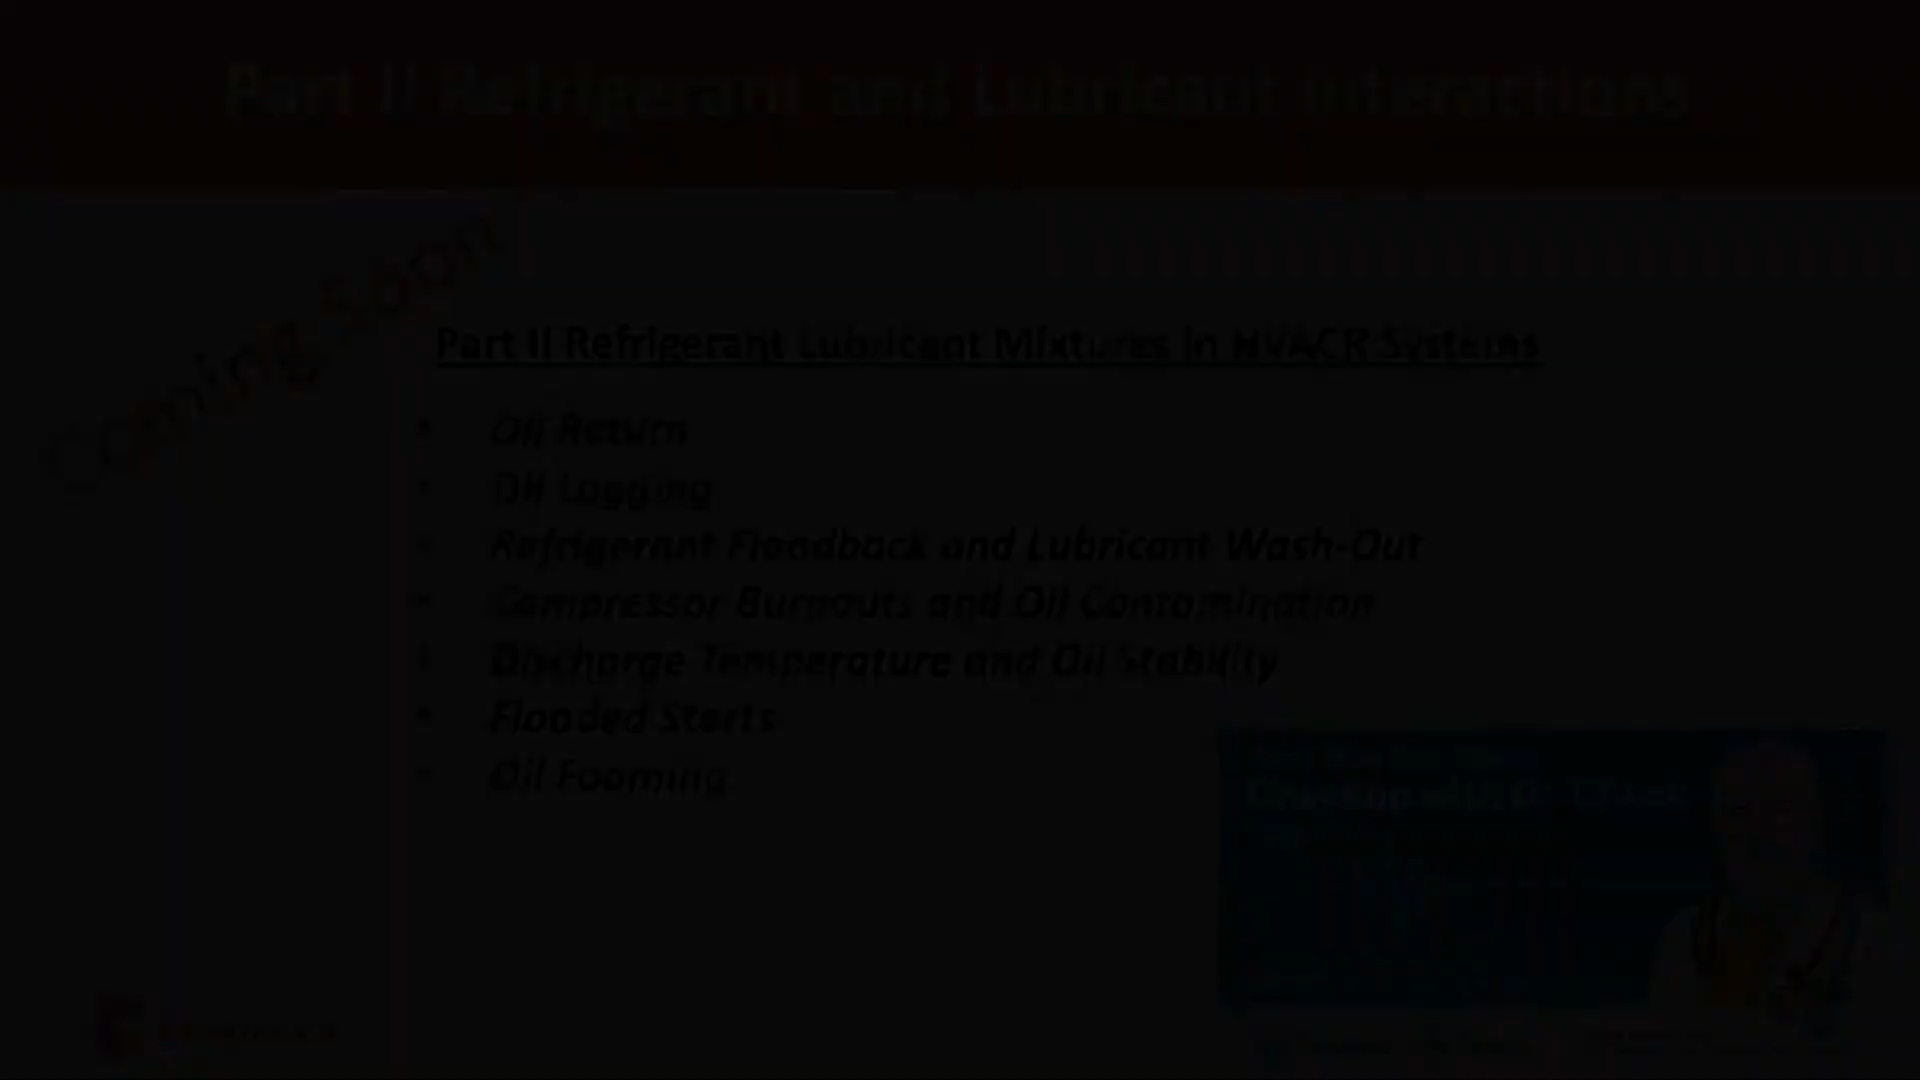 Part II Refrigerant and Lubricant Interactions
Coming Soon
Part II Refrigerant Lubricant Mixtures in HVACR Systems
• Oil Return
• Oil Logging
• Refrigerant Floodback and Lubricant Wash-Out
• Compressor Burnouts and Oil Contamination
• Discharge Temperature and Oil Stability
• Flooded Starts
• Oil Foaming